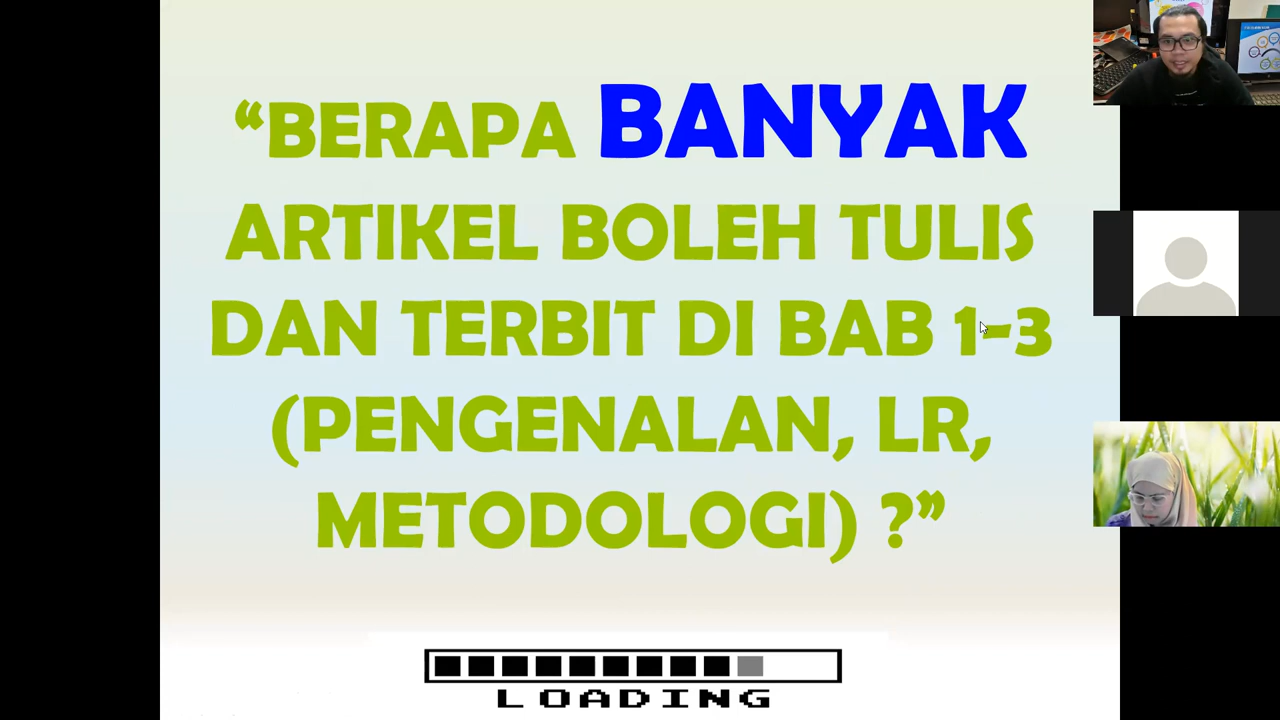 “BERAPA BANYAK
ARTIKEL BOLEH TULIS
DAN TERBIT DI BAB 1-3
(PENGENALAN, LR,
METODOLOGI) ?”
LOADING